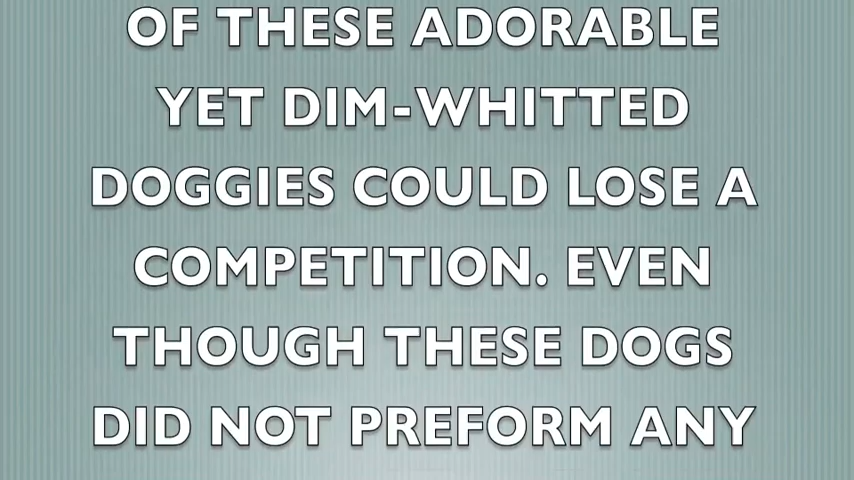 OF THESE ADORABLE
YET DIM-WHITTED
DOGGIES COULD LOSE A
COMPETITION. EVEN
THOUGH THESE DOGS
DID NOT PREFORM ANY